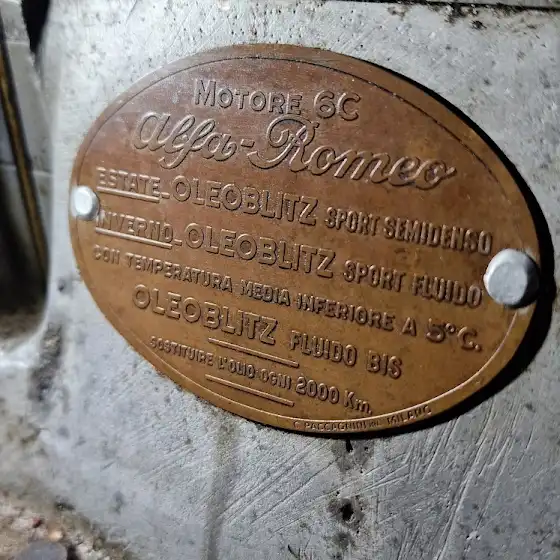 MOTORE 6C
Alfa-Romeo
ESTATE-OLEOBLITZ SPORT SEMIDENSO
INVERNO-OLEOBLITZ SPORT FLUIDO
CON TEMPERATURA MEDIA INFERIORE A 5°C.
OLEOBLITZ FLUIDO BIS
SOSTITUIRE L'OLIO OGNI 2000 Km.
MILANO